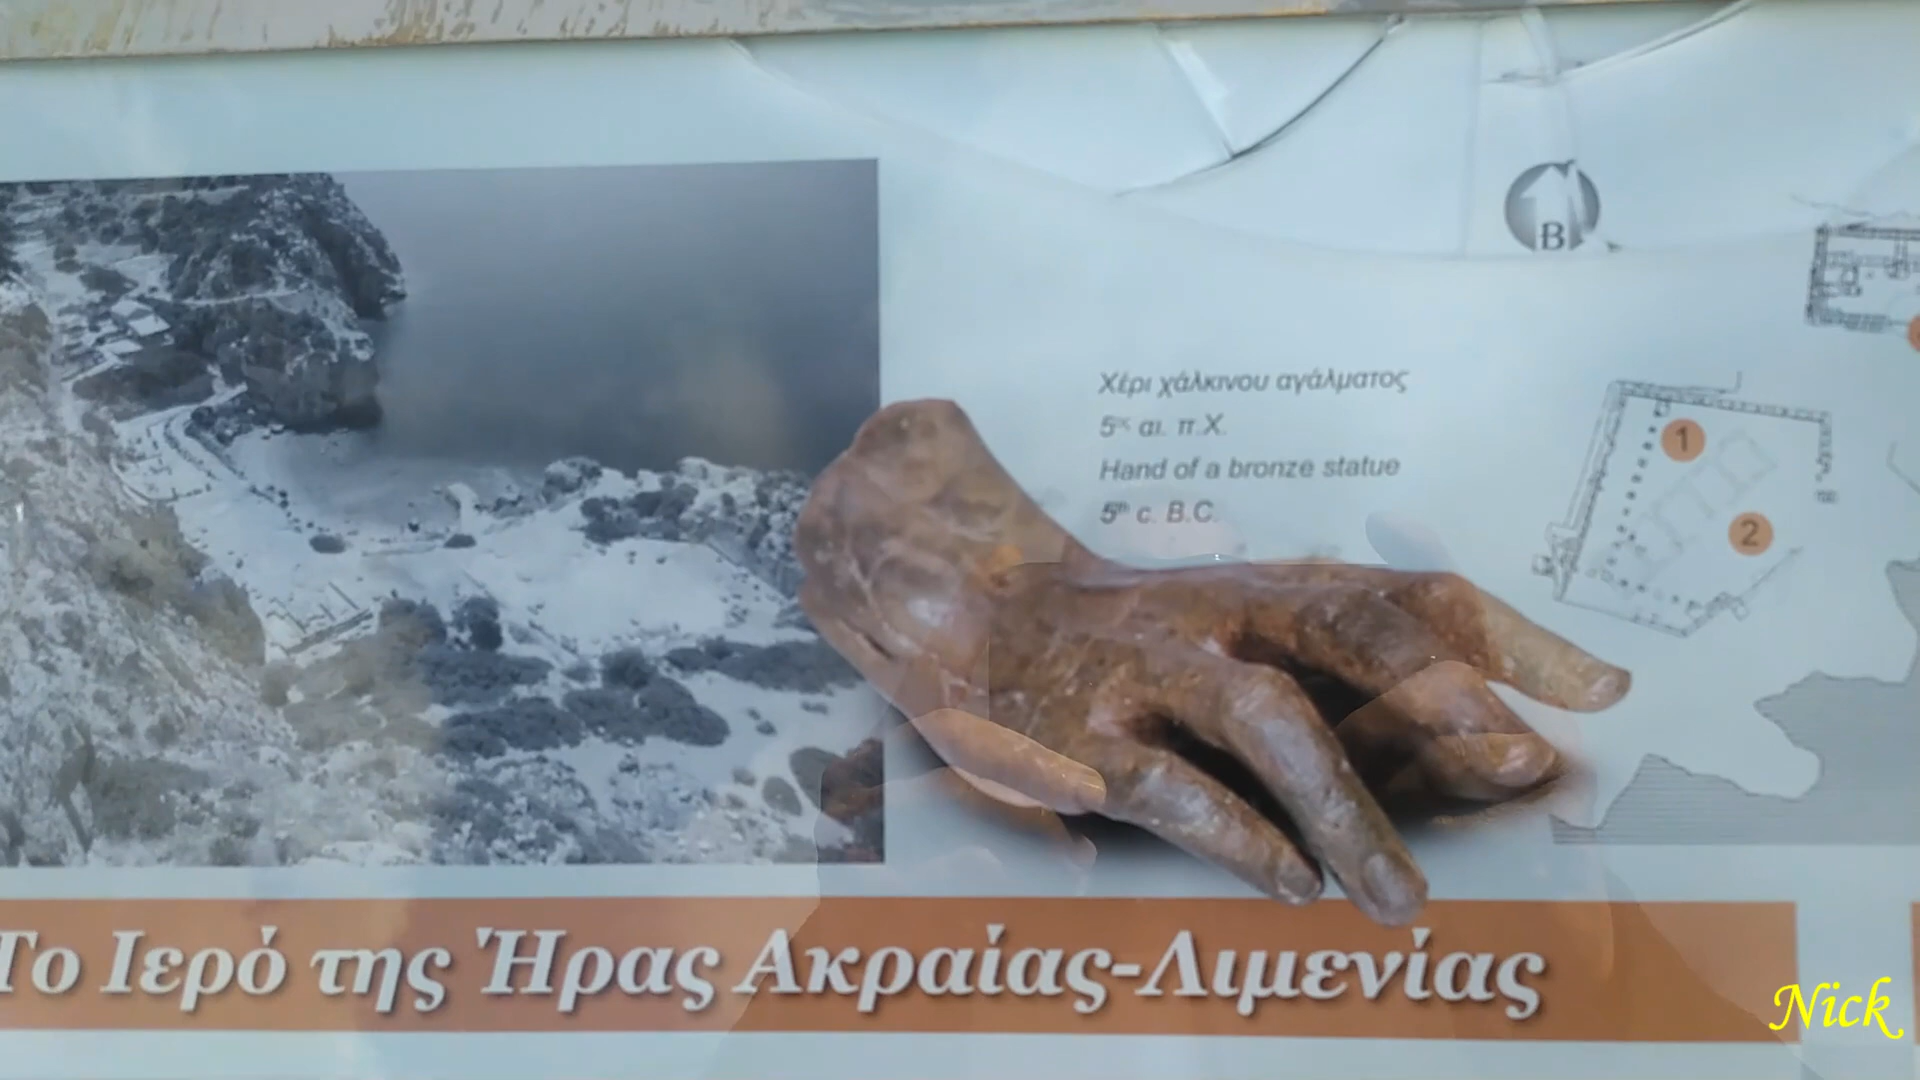 B
Χέρι χάλκινου αγάλματος
5ος αι. π.Χ.
Hand of a bronze statue
5th c. B.C.
1
2
Το Ιερό της Ήρας Ακραίας-Λιμενίας
Nick